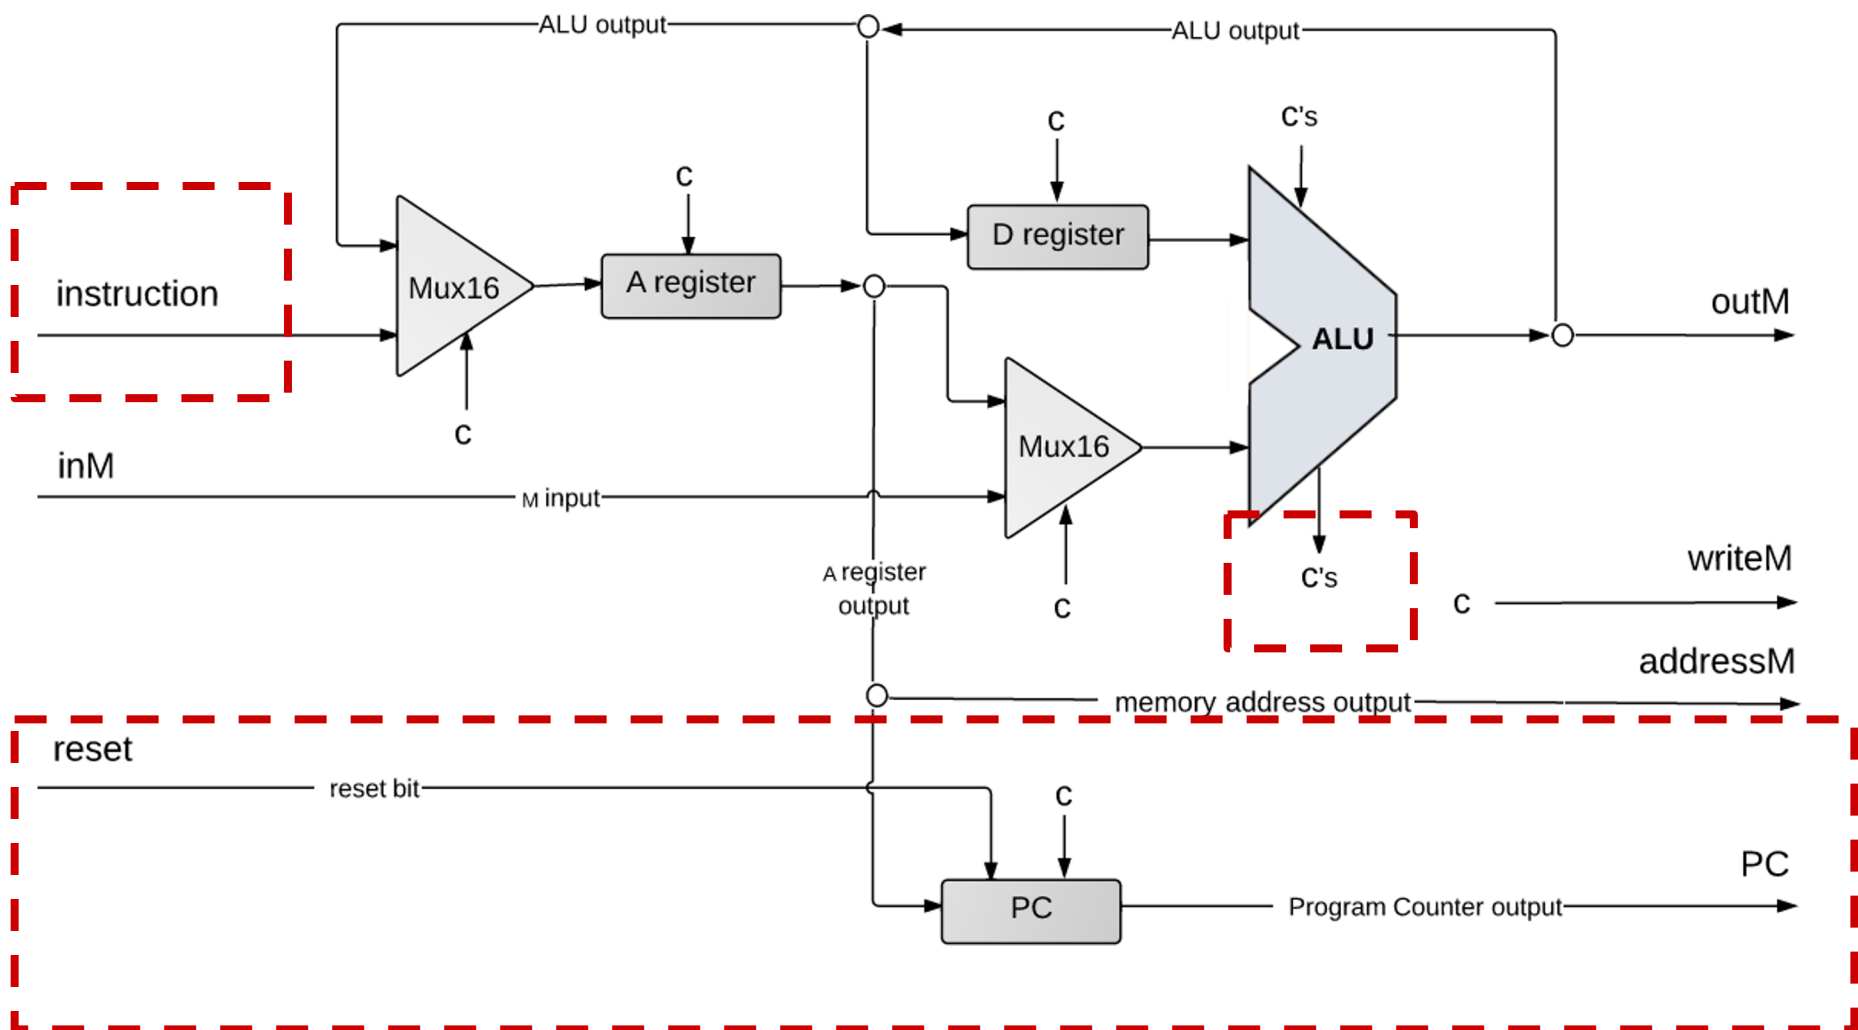 ALU output
ALU output
c
c's
c
instruction
Mux16
A register
D register
ALU
outM
c
inM
M input
Mux16
A register
output
c
c's
c
writeM
addressM
memory address output
reset
reset bit
c
PC
PC
Program Counter output